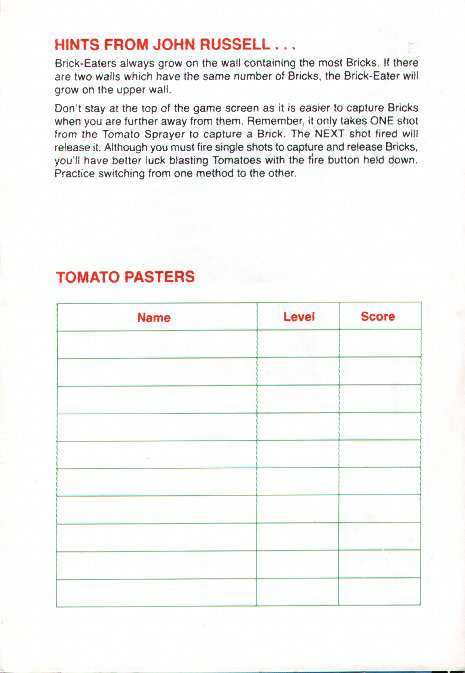 HINTS FROM JOHN RUSSELL . . .
Brick-Eaters always grow on the wall containing the most Bricks. If there
are two walls which have the same number of Bricks, the Brick-Eater will
grow on the upper wall.
Don't stay at the top of the game screen as it is easier to capture Bricks
when you are further away from them. Remember, it only takes ONE shot
from the Tomato Sprayer to capture a Brick. The NEXT shot fired will
release it. Although you must fire single shots to capture and release Bricks,
you'll have better luck blasting Tomatoes with the fire button held down.
Practice switching from one method to the other.
TOMATO PASTERS
Name Level Score